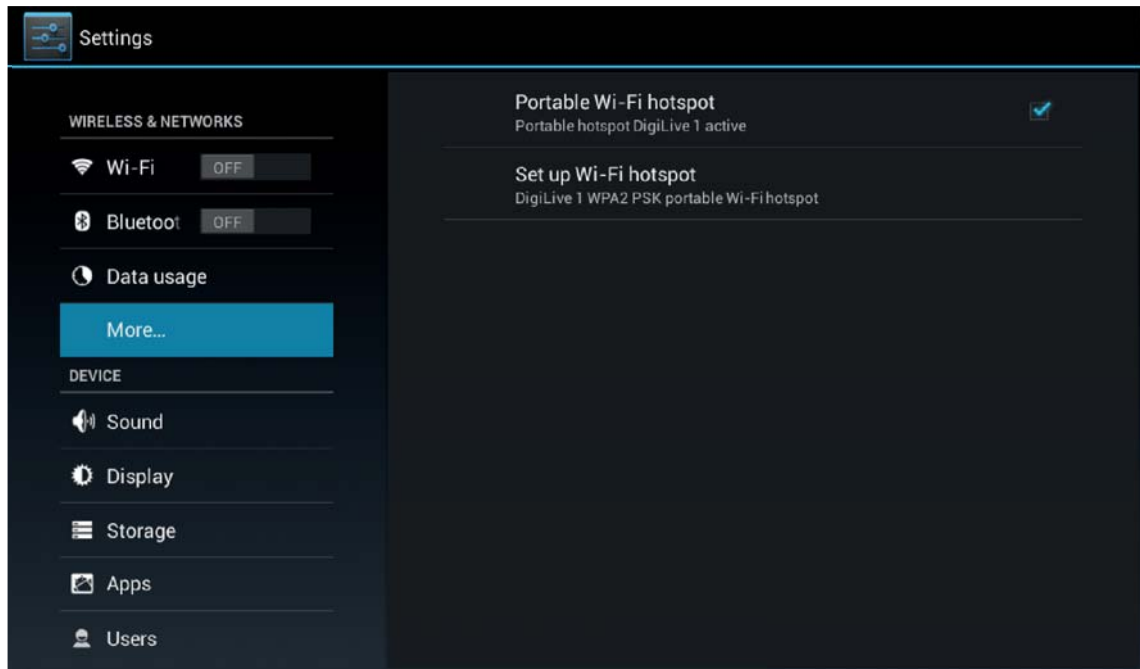 Settings
WIRELESS & NETWORKS
Wi-Fi OFF
Bluetoot OFF
Data usage
More...
DEVICE
Sound
Display
Storage
Apps
Users
Portable Wi-Fi hotspot
Portable hotspot DigiLive 1 active
Set up Wi-Fi hotspot
DigiLive 1 WPA2 PSK portable Wi-Fi hotspot